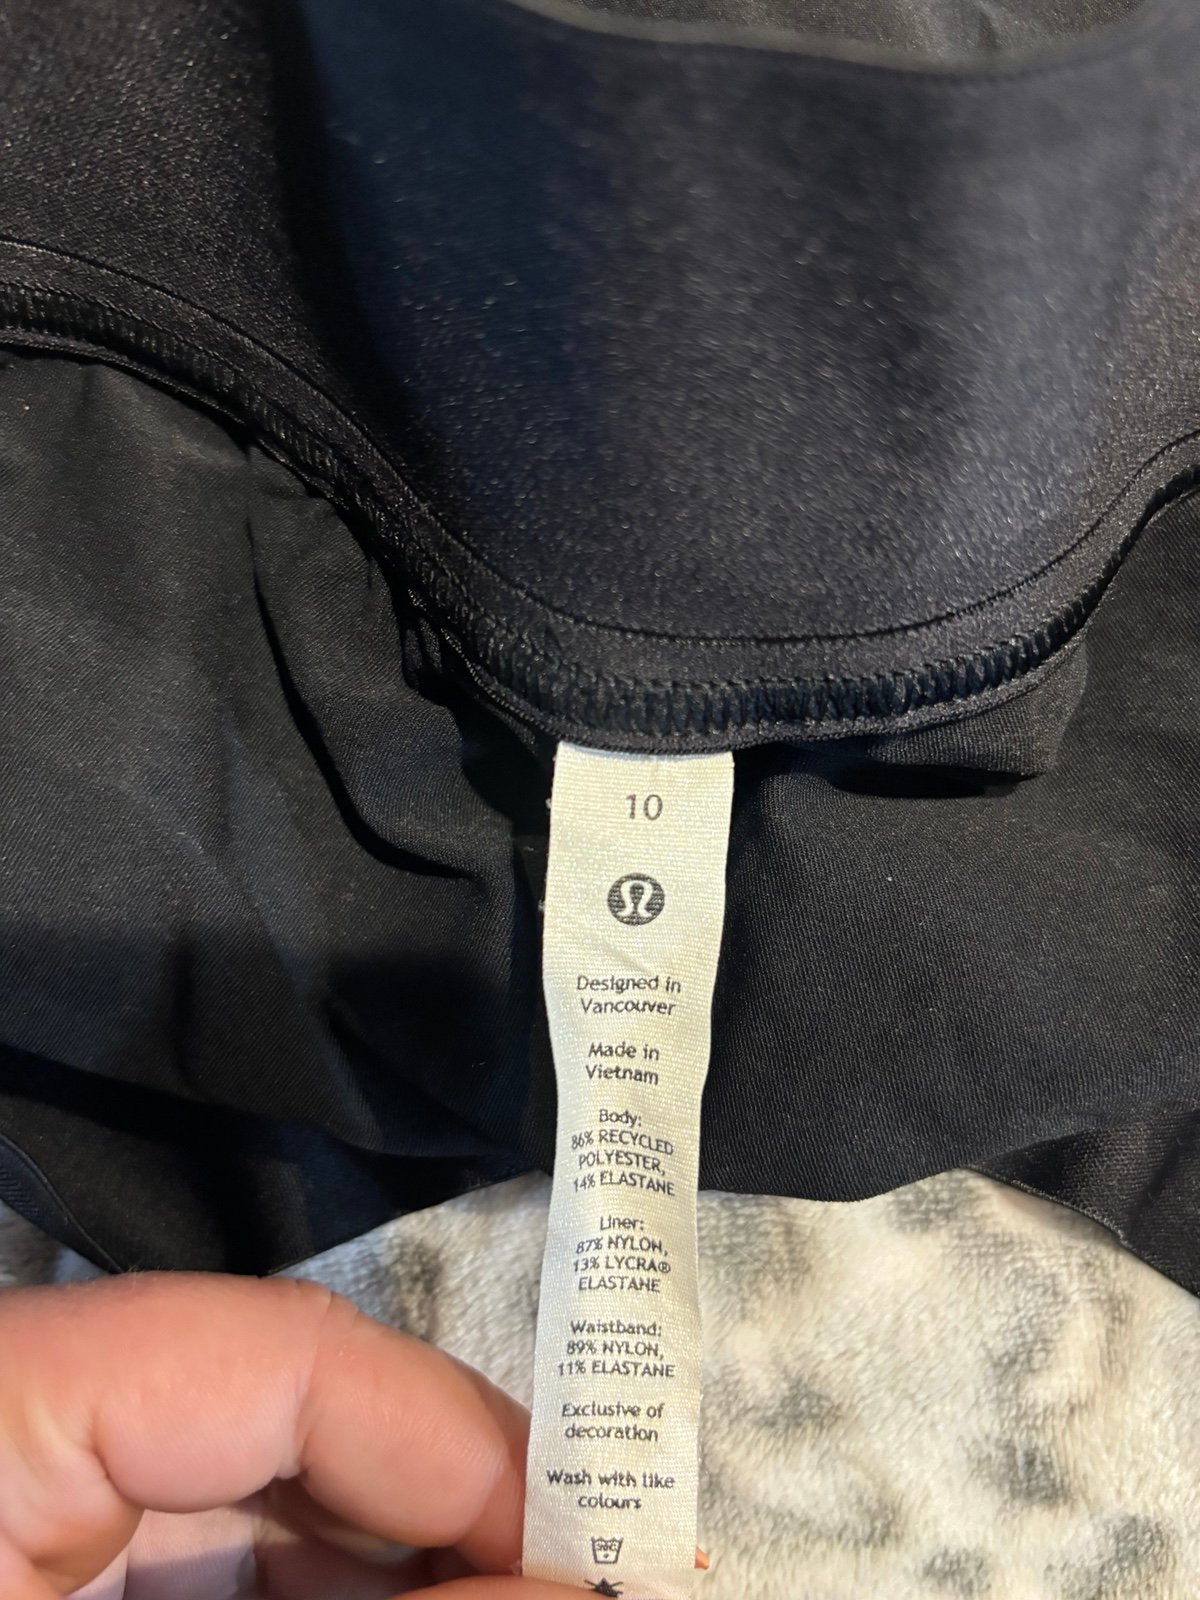 10
Designed in
Vancouver
Made in
Vietnam
Body:
86% RECYCLED
POLYESTER,
14% ELASTANE
Liner:
87% NYLON,
13% LYCRA®
ELASTANE
Waistband:
89% NYLON,
11% ELASTANE
Exclusive of
decoration
Wash with like
colours